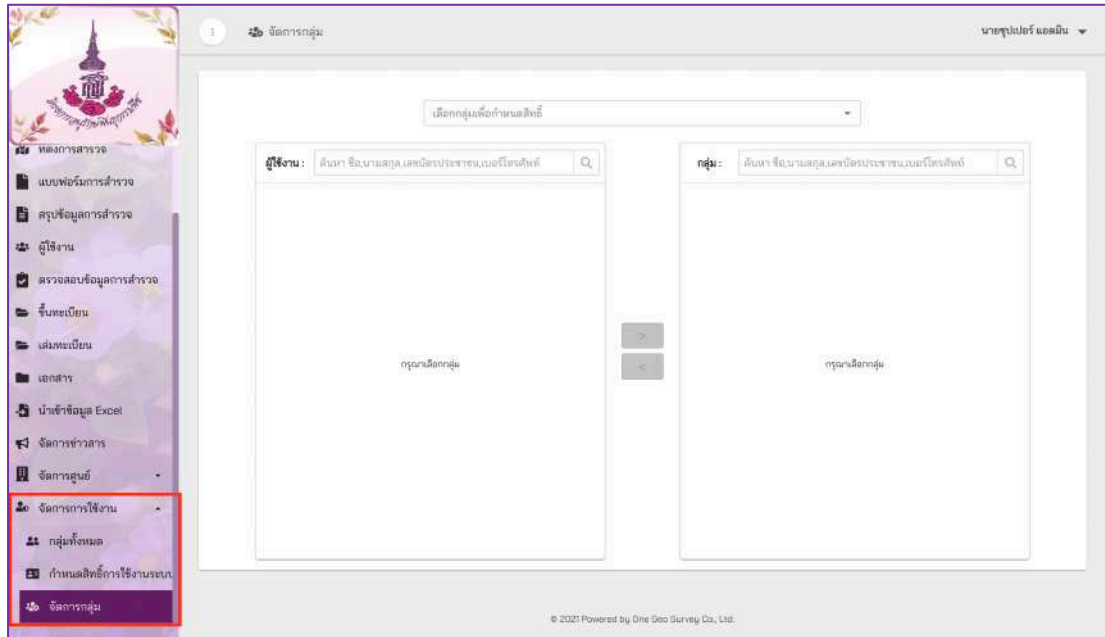 จัดการกลุ่ม
นายซุปเปอร์ แอดมิน
ผังการสำรวจ
แบบฟอร์มการสำรวจ
สรุปข้อมูลการสำรวจ
ผู้ใช้งาน
ตรวจสอบข้อมูลการสำรวจ
ขึ้นทะเบียน
เล่มทะเบียน
เอกสาร
นำเข้าข้อมูล Excel
จัดการข่าวสาร
จัดการศูนย์
จัดการการใช้งาน
กลุ่มทั้งหมด
กำหนดสิทธิ์การใช้งานระบบ
จัดการกลุ่ม
เลือกกลุ่มเพื่อกำหนดสิทธิ์
ผู้ใช้งาน : ค้นหา ชื่อ,นามสกุล,เลขบัตรประชาชน,เบอร์โทรศัพท์
กลุ่ม : ค้นหา ชื่อ,นามสกุล,เลขบัตรประชาชน,เบอร์โทรศัพท์
>
<
กรุณาเลือกกลุ่ม
กรุณาเลือกกลุ่ม
© 2021 Powered by One Geo Survey Co., Ltd.